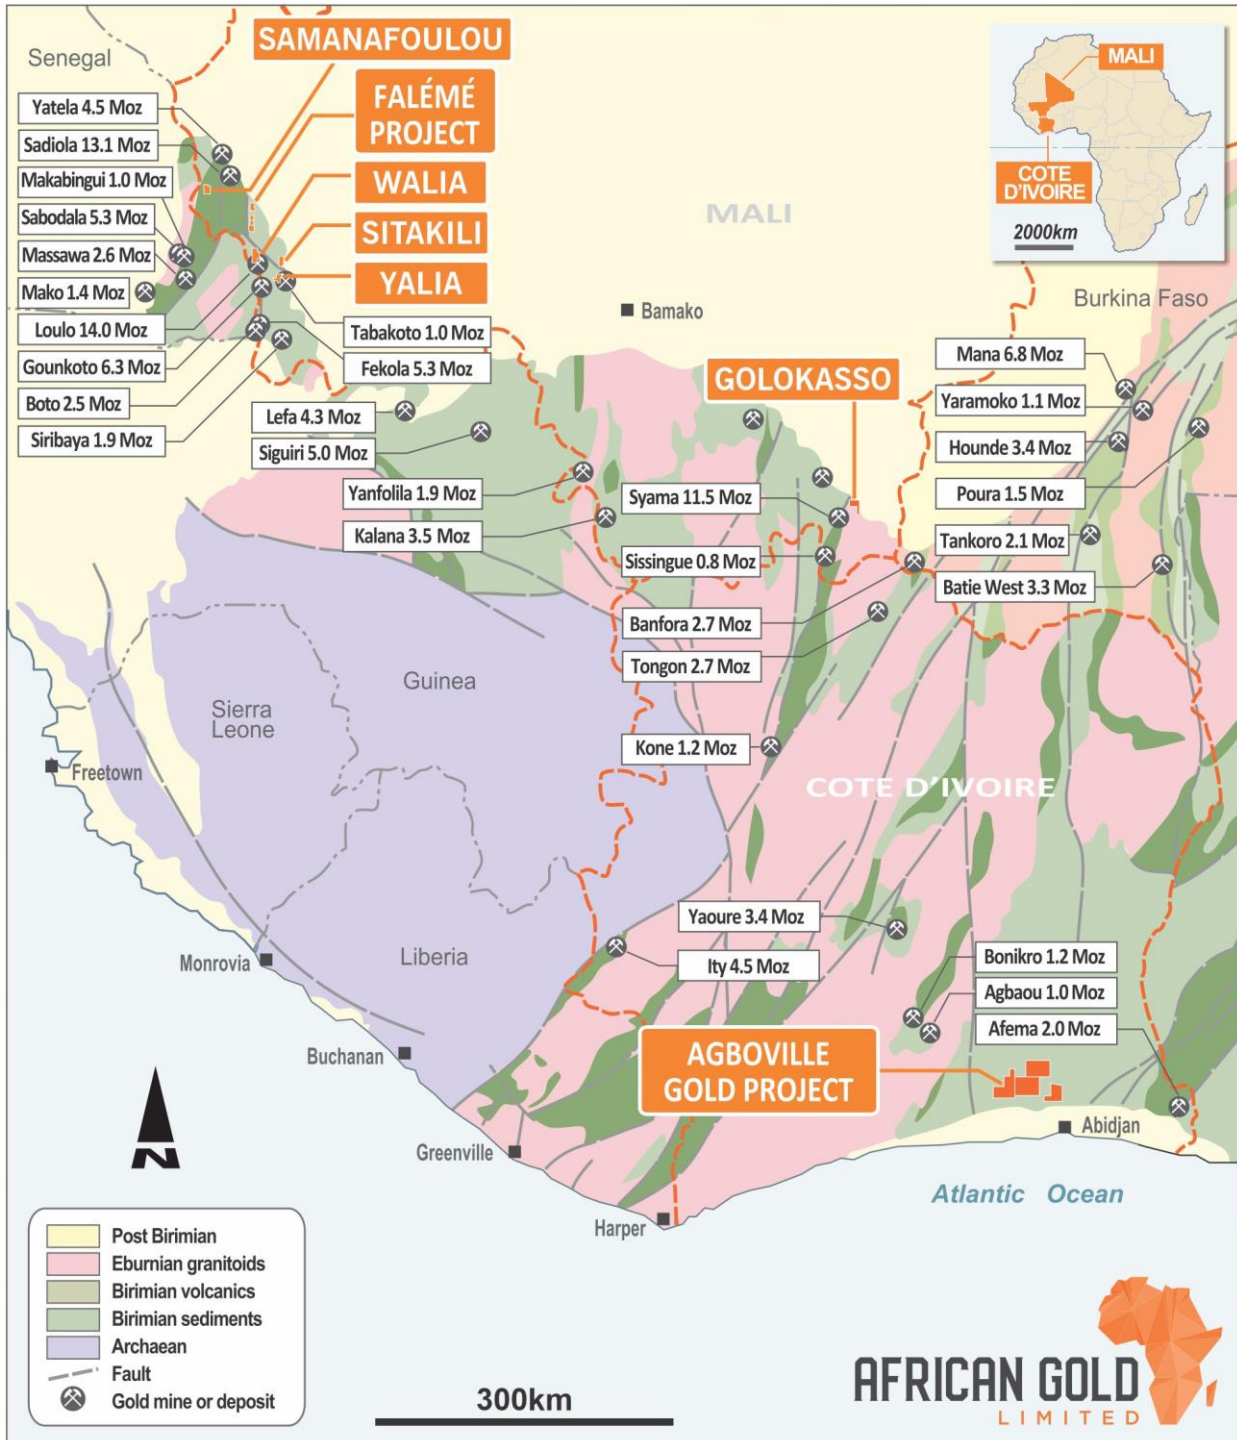 SAMANAFOULOU
FALÉMÉ
PROJECT
WALIA
SITAKILI
YALIA
Senegal
Yatela 4.5 Moz
Sadiola 13.1 Moz
Makabingui 1.0 Moz
Sabodala 5.3 Moz
Massawa 2.6 Moz
Mako 1.4 Moz
Loulo 14.0 Moz
Gounkoto 6.3 Moz
Boto 2.5 Moz
Siribaya 1.9 Moz
Tabakoto 1.0 Moz
Fekola 5.3 Moz
Lefa 4.3 Moz
Siguiri 5.0 Moz
Yanfolila 1.9 Moz
Kalana 3.5 Moz
MALI
Bamako
GOLOKASSO
Syama 11.5 Moz
Sissingue 0.8 Moz
Banfora 2.7 Moz
Tongon 2.7 Moz
Kone 1.2 Moz
MALI
COTE
D'IVOIRE
2000km
Burkina Faso
Mana 6.8 Moz
Yaramoko 1.1 Moz
Hounde 3.4 Moz
Poura 1.5 Moz
Tankoro 2.1 Moz
Batie West 3.3 Moz
Guinea
Sierra
Leone
Freetown
COTE D'IVOIRE
Yaoure 3.4 Moz
Ity 4.5 Moz
Bonikro 1.2 Moz
Agbaou 1.0 Moz
Afema 2.0 Moz
Liberia
Monrovia
Buchanan
AGBOVILLE
GOLD PROJECT
Abidjan
Greenville
Harper
Atlantic Ocean
N
Post Birimian
Eburnian granitoids
Birimian volcanics
Birimian sediments
Archaean
Fault
Gold mine or deposit
300km
AFRICAN GOLD
LIMITED